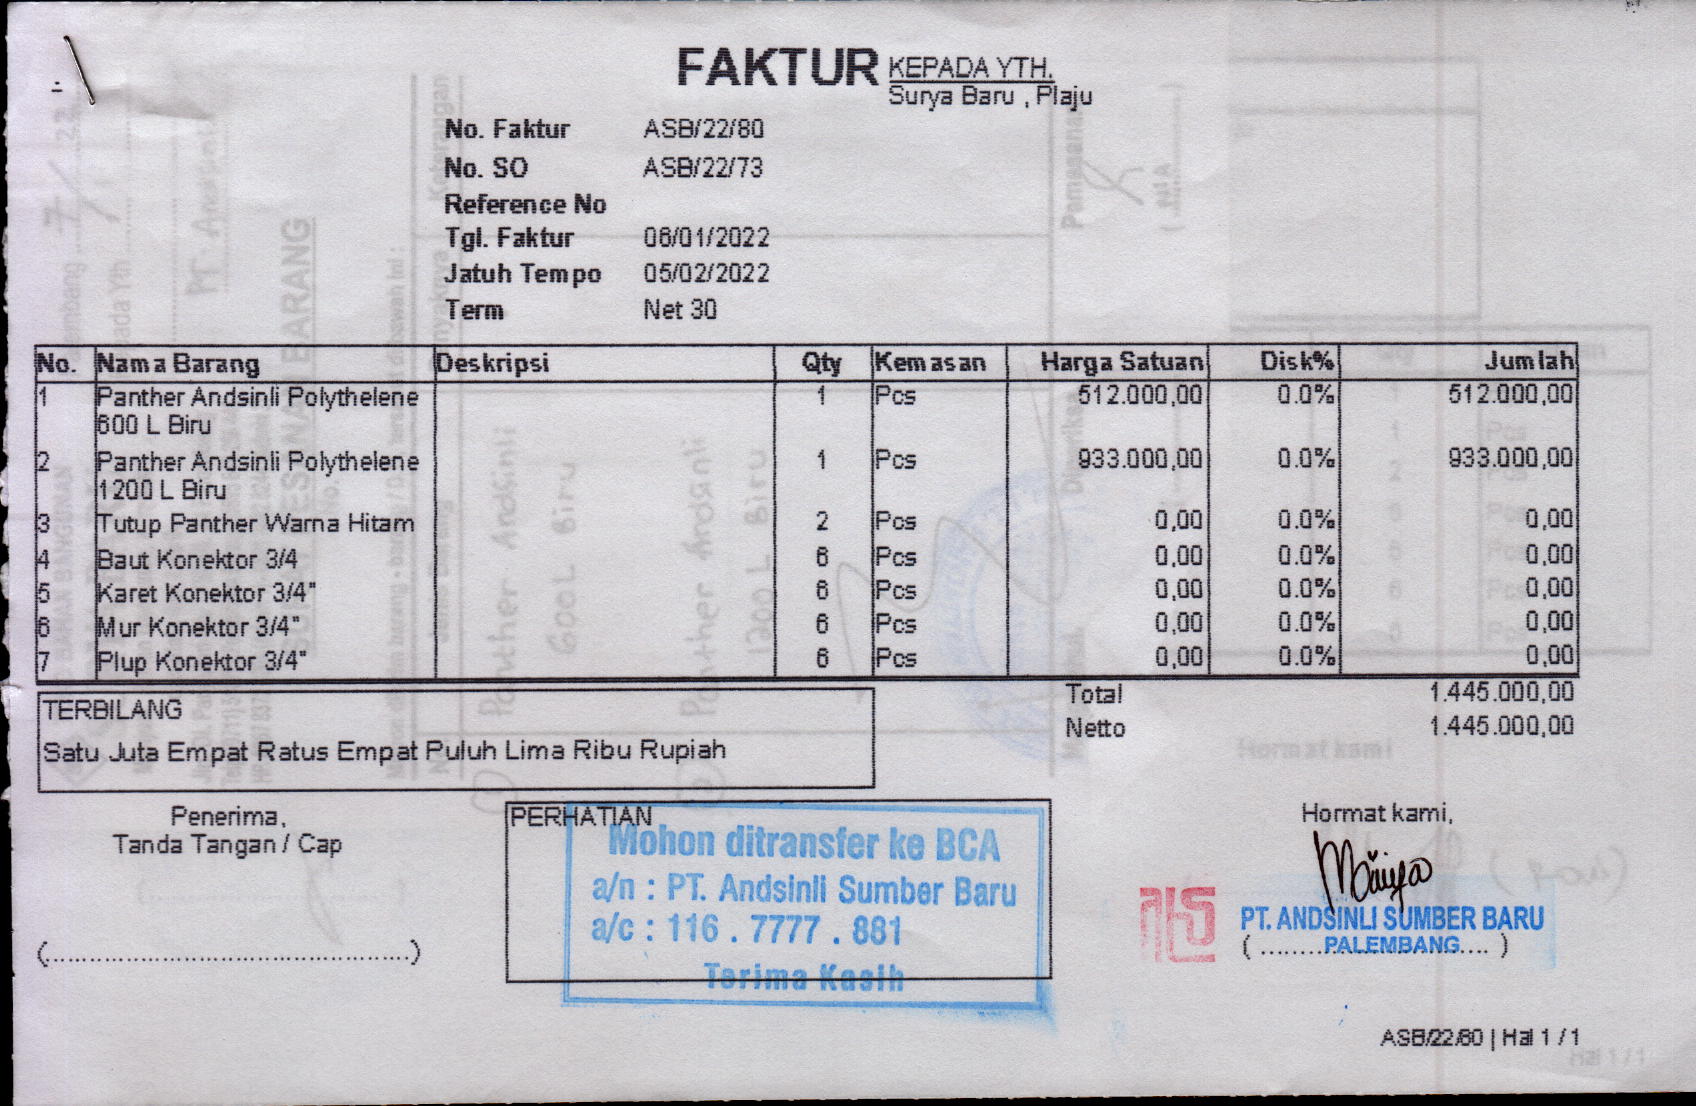 FAKTUR
KEPADA YTH.
Surya Baru , Plaju
No. Faktur ASB/22/80
No. SO ASB/22/73
Reference No
Tgl. Faktur 06/01/2022
Jatuh Tempo 05/02/2022
Term Net 30
No. Nama Barang Deskripsi Qty Kemasan Harga Satuan Disk% Jumlah
1 Panther Andsinli Polythelene 1 Pcs 512.000,00 0.0% 512.000,00
600 L Biru
2 Panther Andsinli Polythelene 1 Pcs 933.000,00 0.0% 933.000,00
1200 L Biru
3 Tutup Panther Warna Hitam 2 Pcs 0,00 0.0% 0,00
4 Baut Konektor 3/4 6 Pcs 0,00 0.0% 0,00
5 Karet Konektor 3/4" 6 Pcs 0,00 0.0% 0,00
6 Mur Konektor 3/4" 6 Pcs 0,00 0.0% 0,00
7 Plup Konektor 3/4" 6 Pcs 0,00 0.0% 0,00
Total 1.445.000,00
Netto 1.445.000,00
TERBILANG
Satu Juta Empat Ratus Empat Puluh Lima Ribu Rupiah
Penerima,
Tanda Tangan / Cap
(................................................)
PERHATIAN
Mohon ditransfer ke BCA
a/n : PT. Andsinli Sumber Baru
a/c : 116 . 7777 . 881
Terima Kasih
Hormat kami,
PT. ANDSINLI SUMBER BARU
(.........PALEMBANG....)
ASB/22/80 | Hal 1 / 1